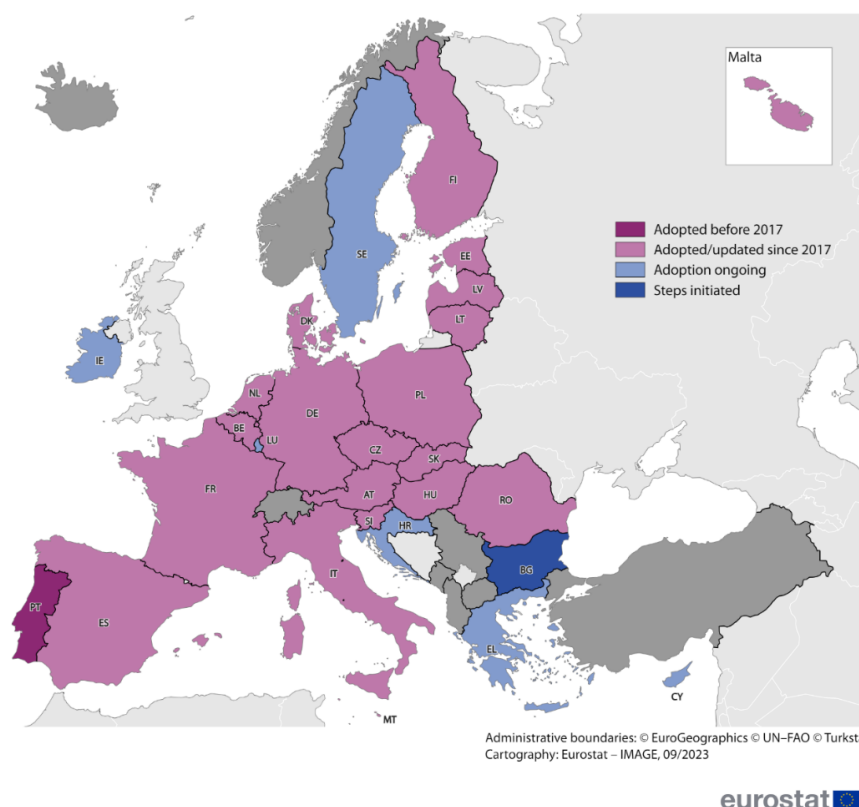 Malta
Adopted before 2017
Adopted/updated since 2017
Adoption ongoing
Steps initiated
FI
SE
EE
LV
LT
DK
IE
NL
DE
PL
BE
LU
CZ
SK
FR
AT
HU
RO
SI
HR
IT
BG
PT
ES
EL
CY
MT
Administrative boundaries: © EuroGeographics © UN–FAO © Turkst
Cartography: Eurostat – IMAGE, 09/2023
eurostat